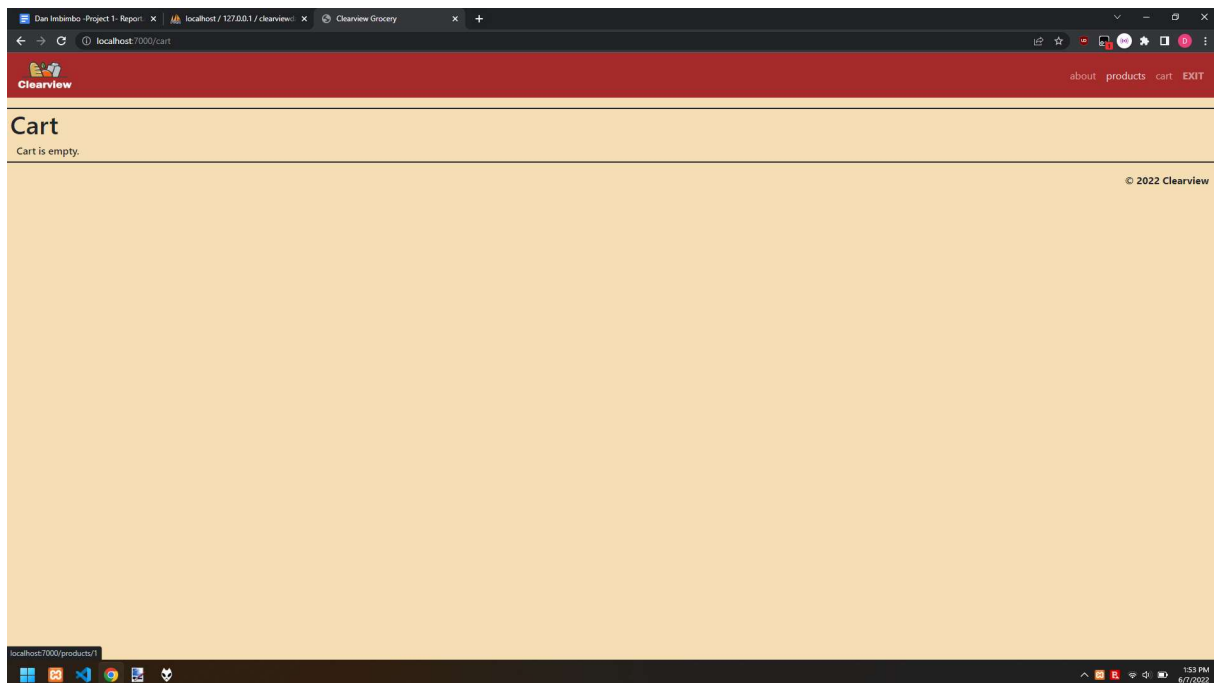 Dan Imbimbo -Project 1- Report
localhost / 127.0.0.1 / clearviewd
Clearview Grocery
localhost:7000/cart
Clearview
about products cart EXIT
Cart
Cart is empty.
© 2022 Clearview
localhost:7000/products/1
1:53 PM
6/7/2022